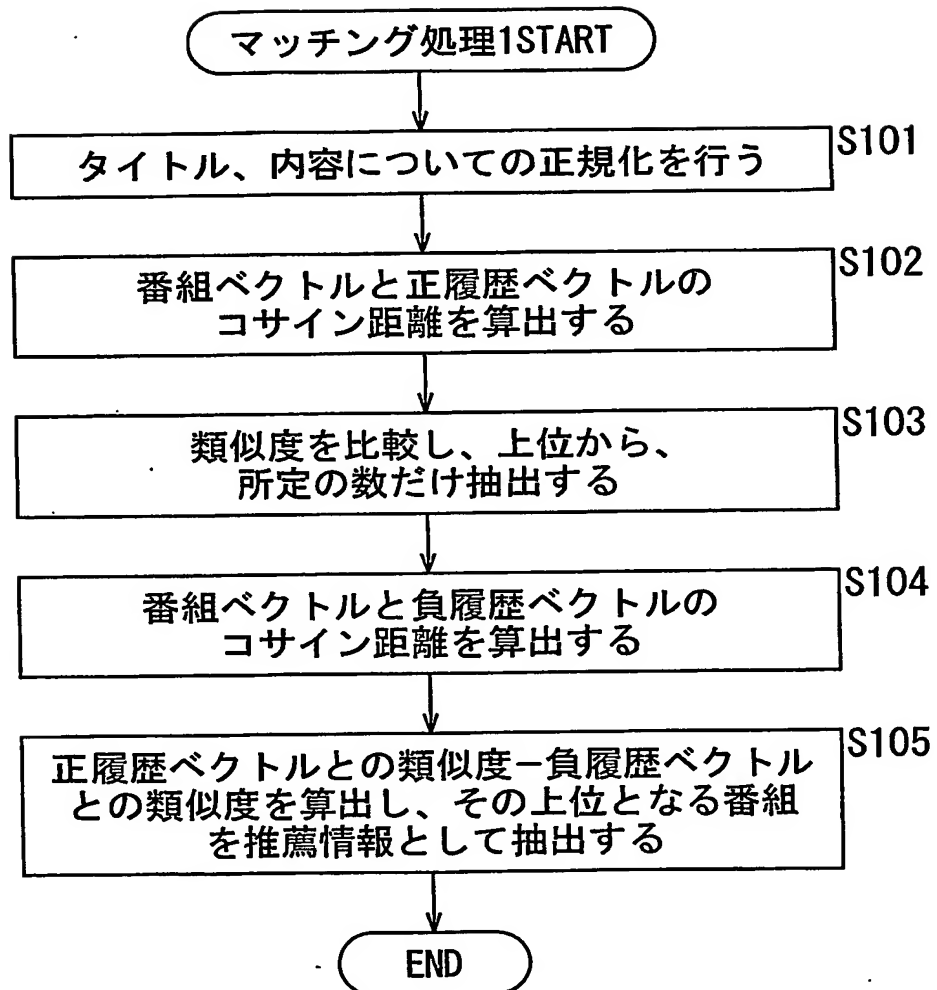 マッチング処理1START
タイトル、内容についての正規化を行う
S101
番組ベクトルと正履歴ベクトルの
コサイン距離を算出する
S102
類似度を比較し、上位から、
所定の数だけ抽出する
S103
番組ベクトルと負履歴ベクトルの
コサイン距離を算出する
S104
正履歴ベクトルとの類似度−負履歴ベクトル
との類似度を算出し、その上位となる番組
を推薦情報として抽出する
S105
END